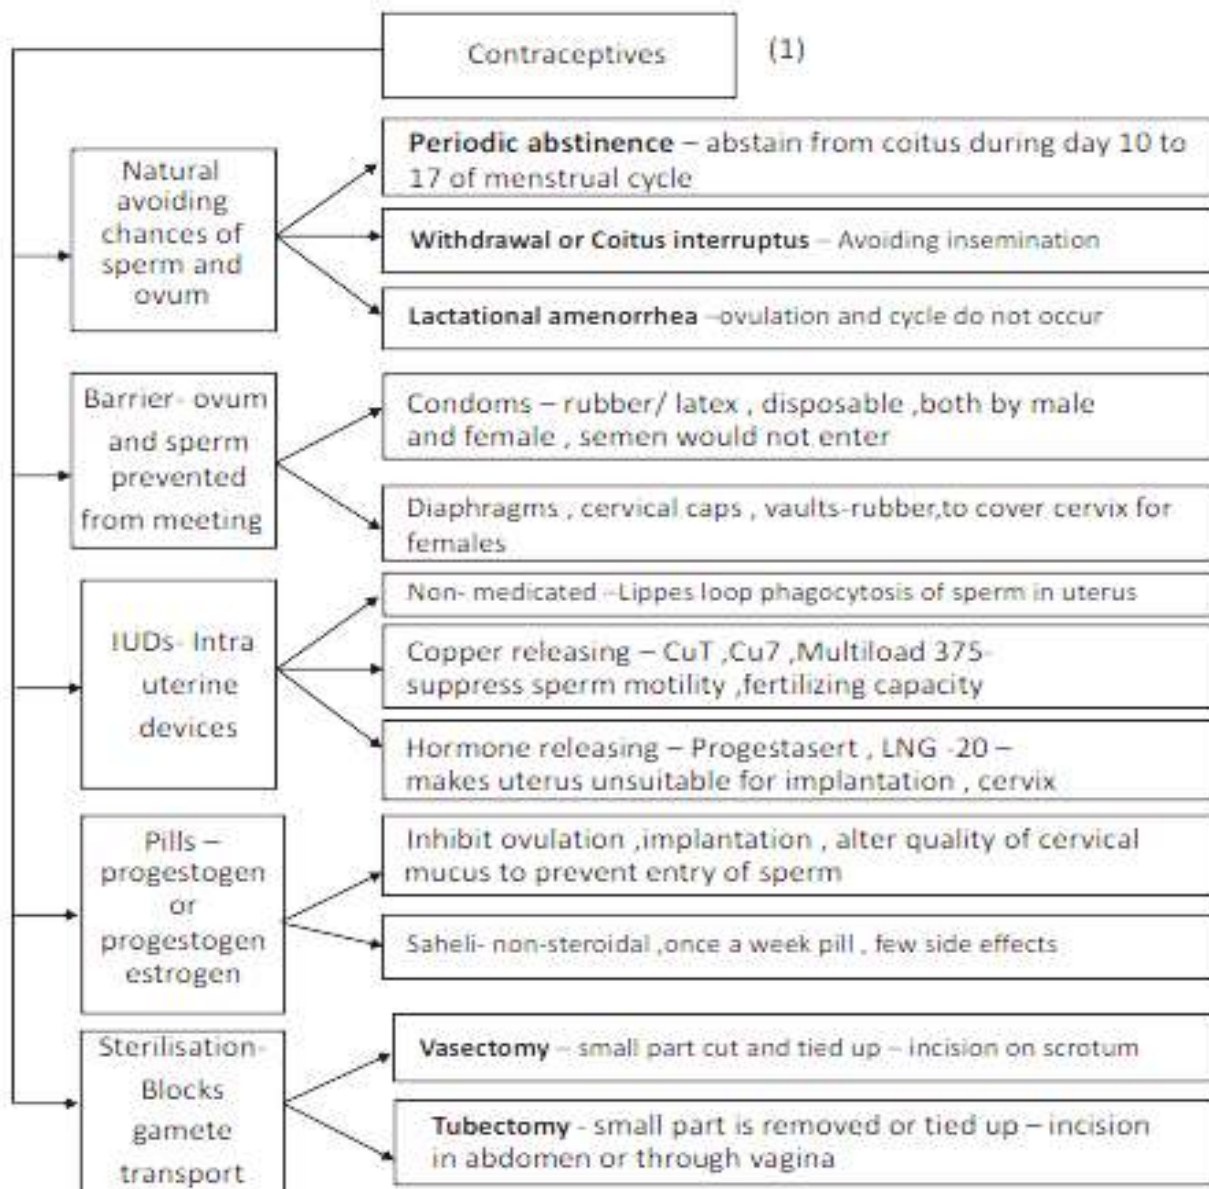 Contraceptives
(1)
Natural
avoiding
chances of
sperm and
ovum
Periodic abstinence – abstain from coitus during day 10 to
17 of menstrual cycle
Withdrawal or Coitus interruptus – Avoiding insemination
Lactational amenorrhea –ovulation and cycle do not occur
Barrier- ovum
and sperm
prevented
from meeting
Condoms – rubber/ latex , disposable ,both by male
and female , semen would not enter
Diaphragms , cervical caps , vaults-rubber,to cover cervix for
females
IUDs- Intra
uterine
devices
Non- medicated –Lippes loop phagocytosis of sperm in uterus
Copper releasing – CuT ,Cu7 ,Multiload 375-
suppress sperm motility ,fertilizing capacity
Hormone releasing – Progestasert , LNG -20 –
makes uterus unsuitable for implantation , cervix
Pills –
progestogen
or
progestogen
estrogen
Inhibit ovulation ,implantation , alter quality of cervical
mucus to prevent entry of sperm
Saheli- non-steroidal ,once a week pill , few side effects
Sterilisation-
Blocks
gamete
transport
Vasectomy – small part cut and tied up – incision on scrotum
Tubectomy - small part is removed or tied up – incision
in abdomen or through vagina